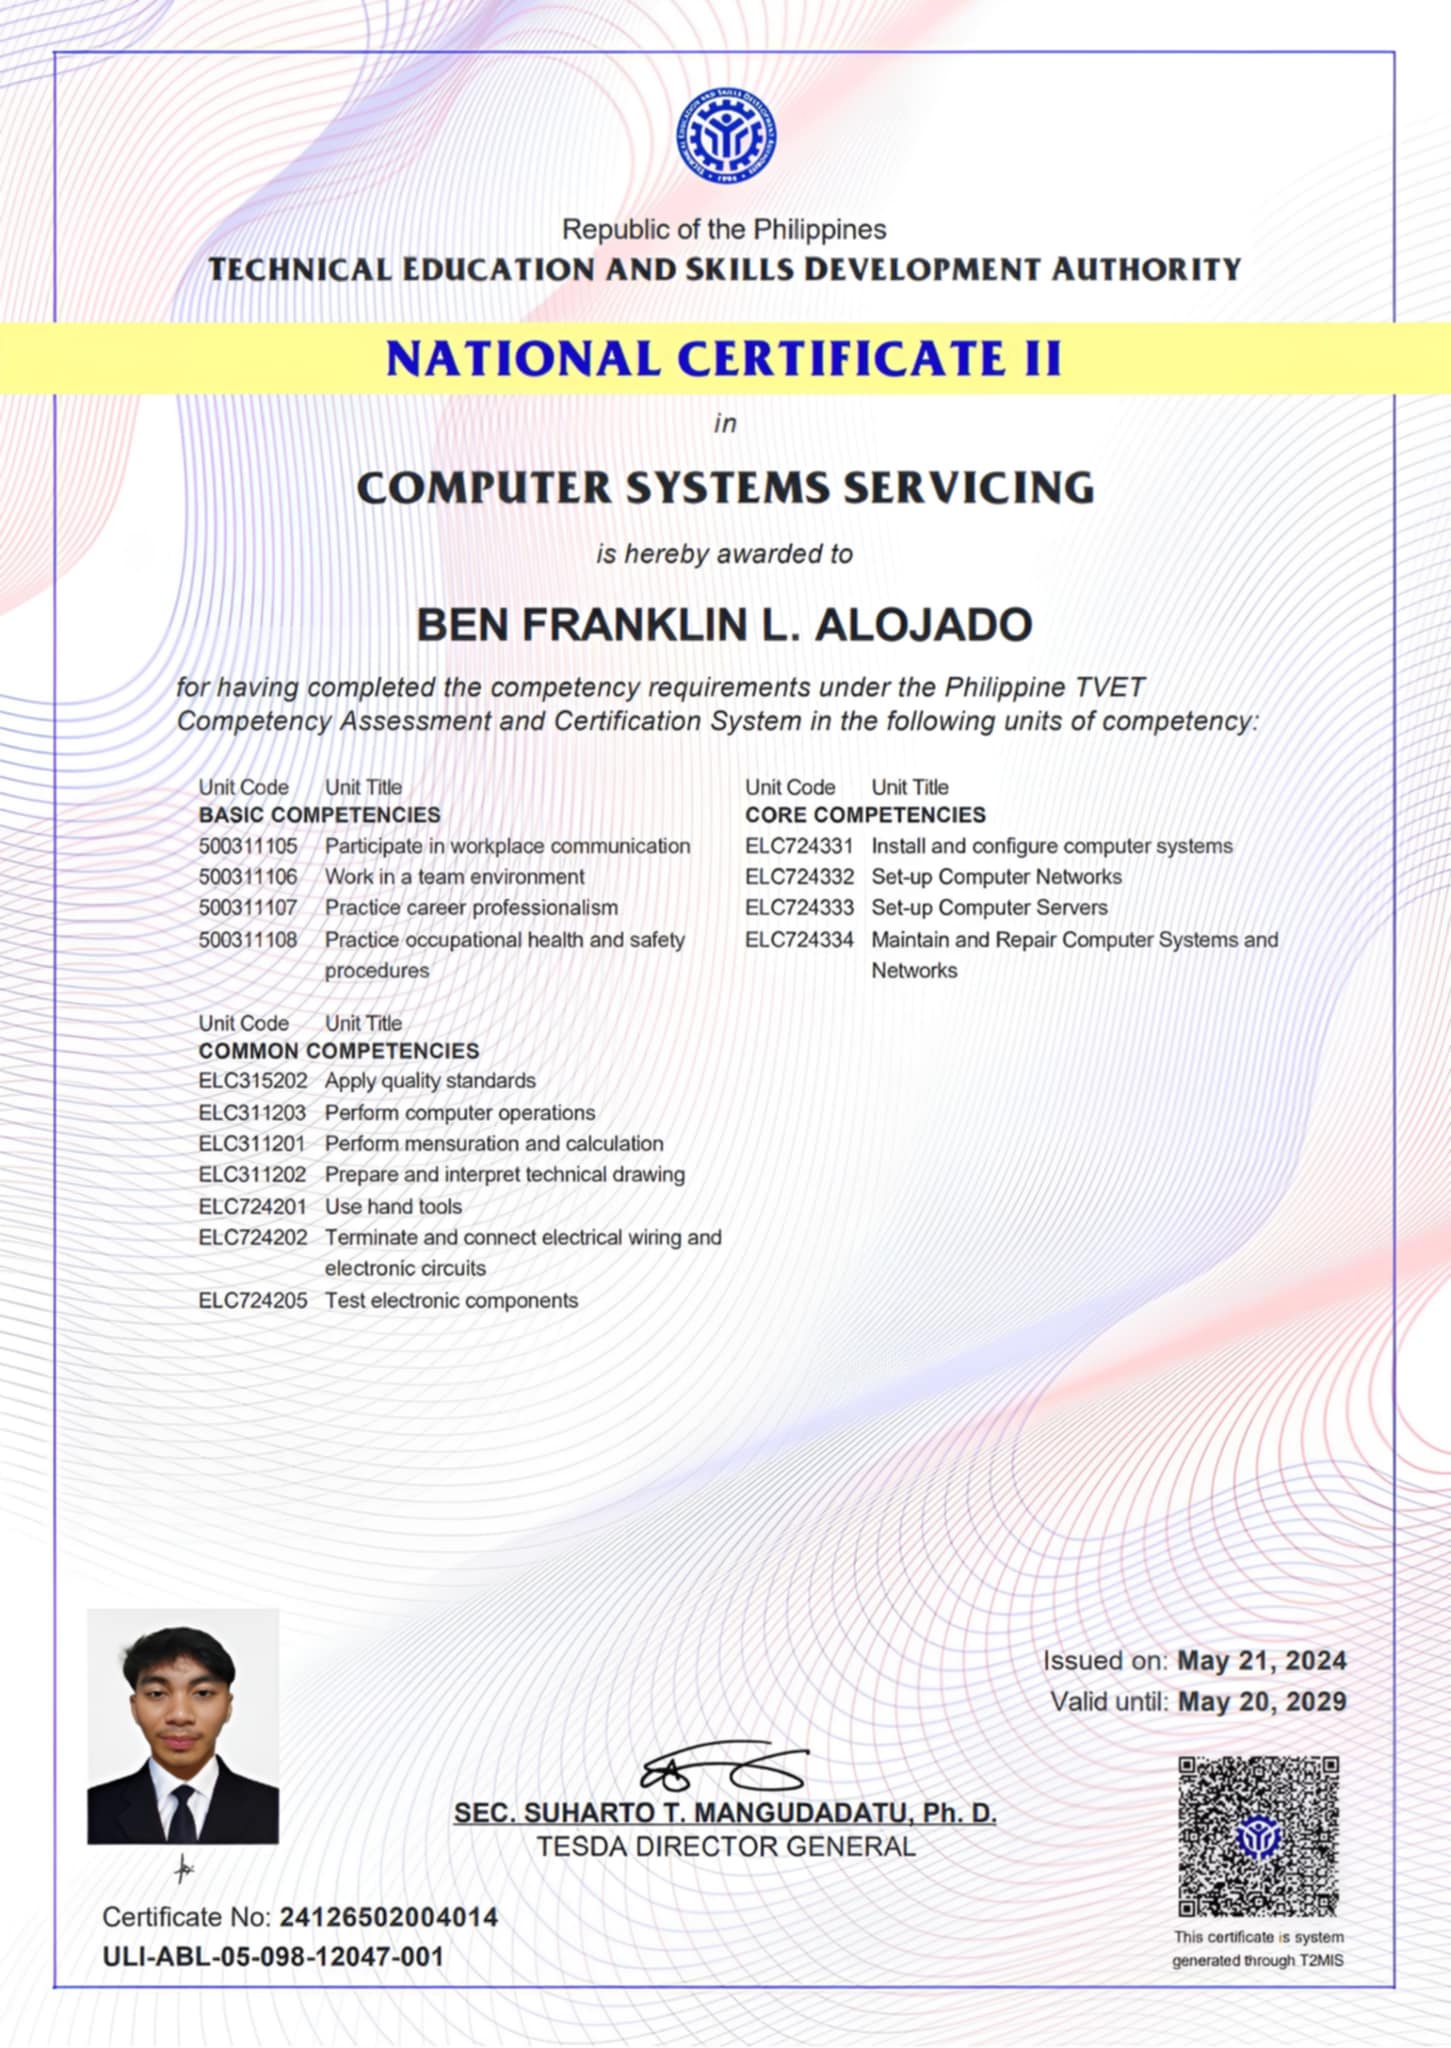 TECHNICAL EDUCATION AND SKILLS DEVELOPMENT AUTHORITY
• 1994 •
Republic of the Philippines
TECHNICAL EDUCATION AND SKILLS DEVELOPMENT AUTHORITY
NATIONAL CERTIFICATE II
in
COMPUTER SYSTEMS SERVICING
is hereby awarded to
BEN FRANKLIN L. ALOJADO
for having completed the competency requirements under the Philippine TVET
Competency Assessment and Certification System in the following units of competency:
Unit Code Unit Title
BASIC COMPETENCIES
500311105 Participate in workplace communication
500311106 Work in a team environment
500311107 Practice career professionalism
500311108 Practice occupational health and safety
procedures
Unit Code Unit Title
COMMON COMPETENCIES
ELC315202 Apply quality standards
ELC311203 Perform computer operations
ELC311201 Perform mensuration and calculation
ELC311202 Prepare and interpret technical drawing
ELC724201 Use hand tools
ELC724202 Terminate and connect electrical wiring and
electronic circuits
ELC724205 Test electronic components
Unit Code Unit Title
CORE COMPETENCIES
ELC724331 Install and configure computer systems
ELC724332 Set-up Computer Networks
ELC724333 Set-up Computer Servers
ELC724334 Maintain and Repair Computer Systems and
Networks
Issued on: May 21, 2024
Valid until: May 20, 2029
SEC. SUHARTO T. MANGUDADATU, Ph. D.
TESDA DIRECTOR GENERAL
Certificate No: 24126502004014
ULI-ABL-05-098-12047-001
This certificate is system
generated through T2MIS